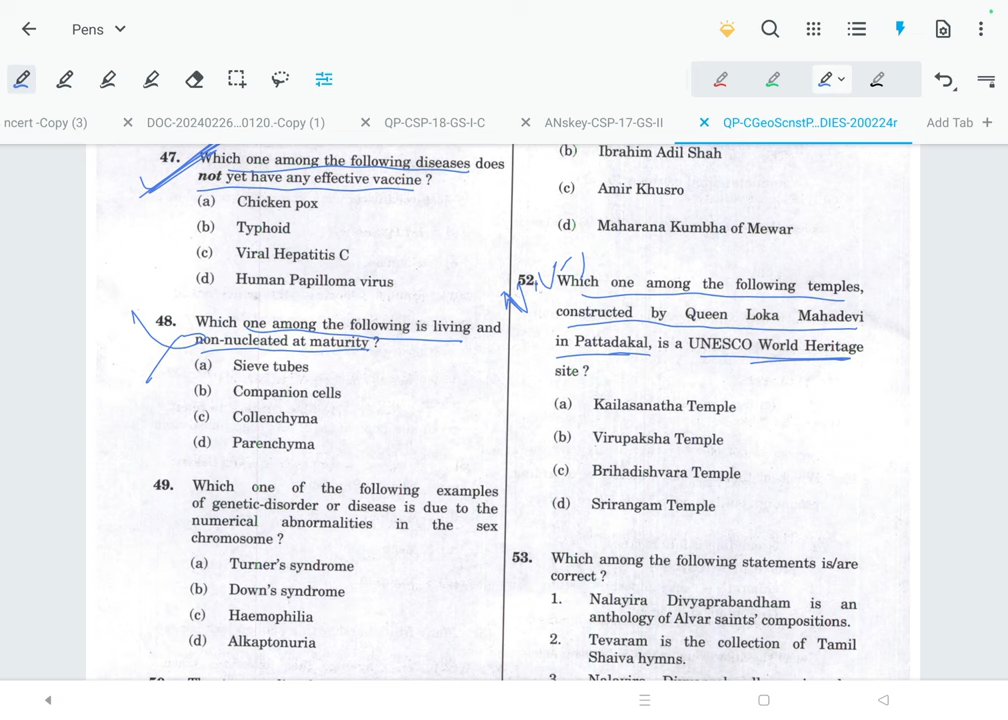 Pens
ncert -Copy (3)
DOC-20240226...0120.-Copy (1)
QP-CSP-18-GS-I-C
ANskey-CSP-17-GS-II
QP-CGeoScnstP...DIES-200224r
Add Tab
47. Which one among the following diseases does
not yet have any effective vaccine ?
(a) Chicken pox
(b) Typhoid
(c) Viral Hepatitis C
(d) Human Papilloma virus
48. Which one among the following is living and
non-nucleated at maturity ?
(a) Sieve tubes
(b) Companion cells
(c) Collenchyma
(d) Parenchyma
49. Which one of the following examples
of genetic-disorder or disease is due to the
numerical abnormalities in the sex
chromosome ?
(a) Turner's syndrome
(b) Down's syndrome
(c) Haemophilia
(d) Alkaptonuria
(b) Ibrahim Adil Shah
(c) Amir Khusro
(d) Maharana Kumbha of Mewar
52. Which one among the following temples,
constructed by Queen Loka Mahadevi
in Pattadakal, is a UNESCO World Heritage
site ?
(a) Kailasanatha Temple
(b) Virupaksha Temple
(c) Brihadishvara Temple
(d) Srirangam Temple
53. Which among the following statements is/are
correct ?
1. Nalayira Divyaprabandham is an
anthology of Alvar saints' compositions.
2. Tevaram is the collection of Tamil
Shaiva hymns.